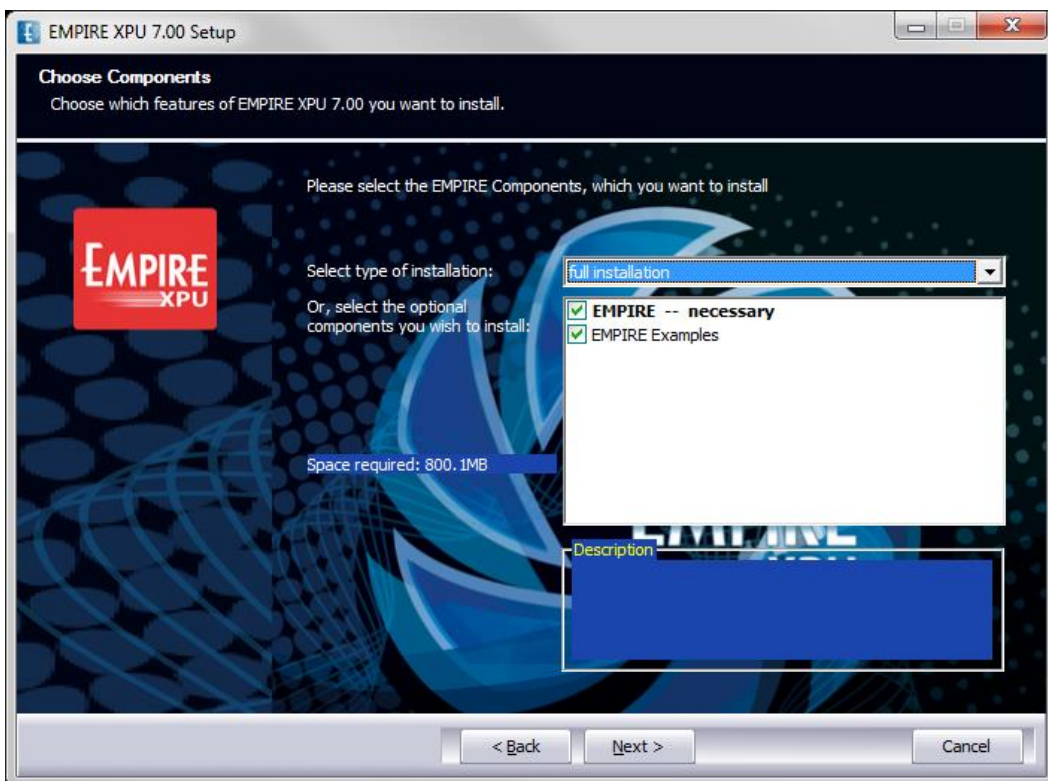 EMPIRE XPU 7.00 Setup
Choose Components
Choose which features of EMPIRE XPU 7.00 you want to install.
Please select the EMPIRE Components, which you want to install
EMPIRE
XPU
Select type of installation:
full installation
Or, select the optional
components you wish to install:
EMPIRE -- necessary
EMPIRE Examples
Space required: 800.1MB
EMPIRE
Description
< Back
Next >
Cancel